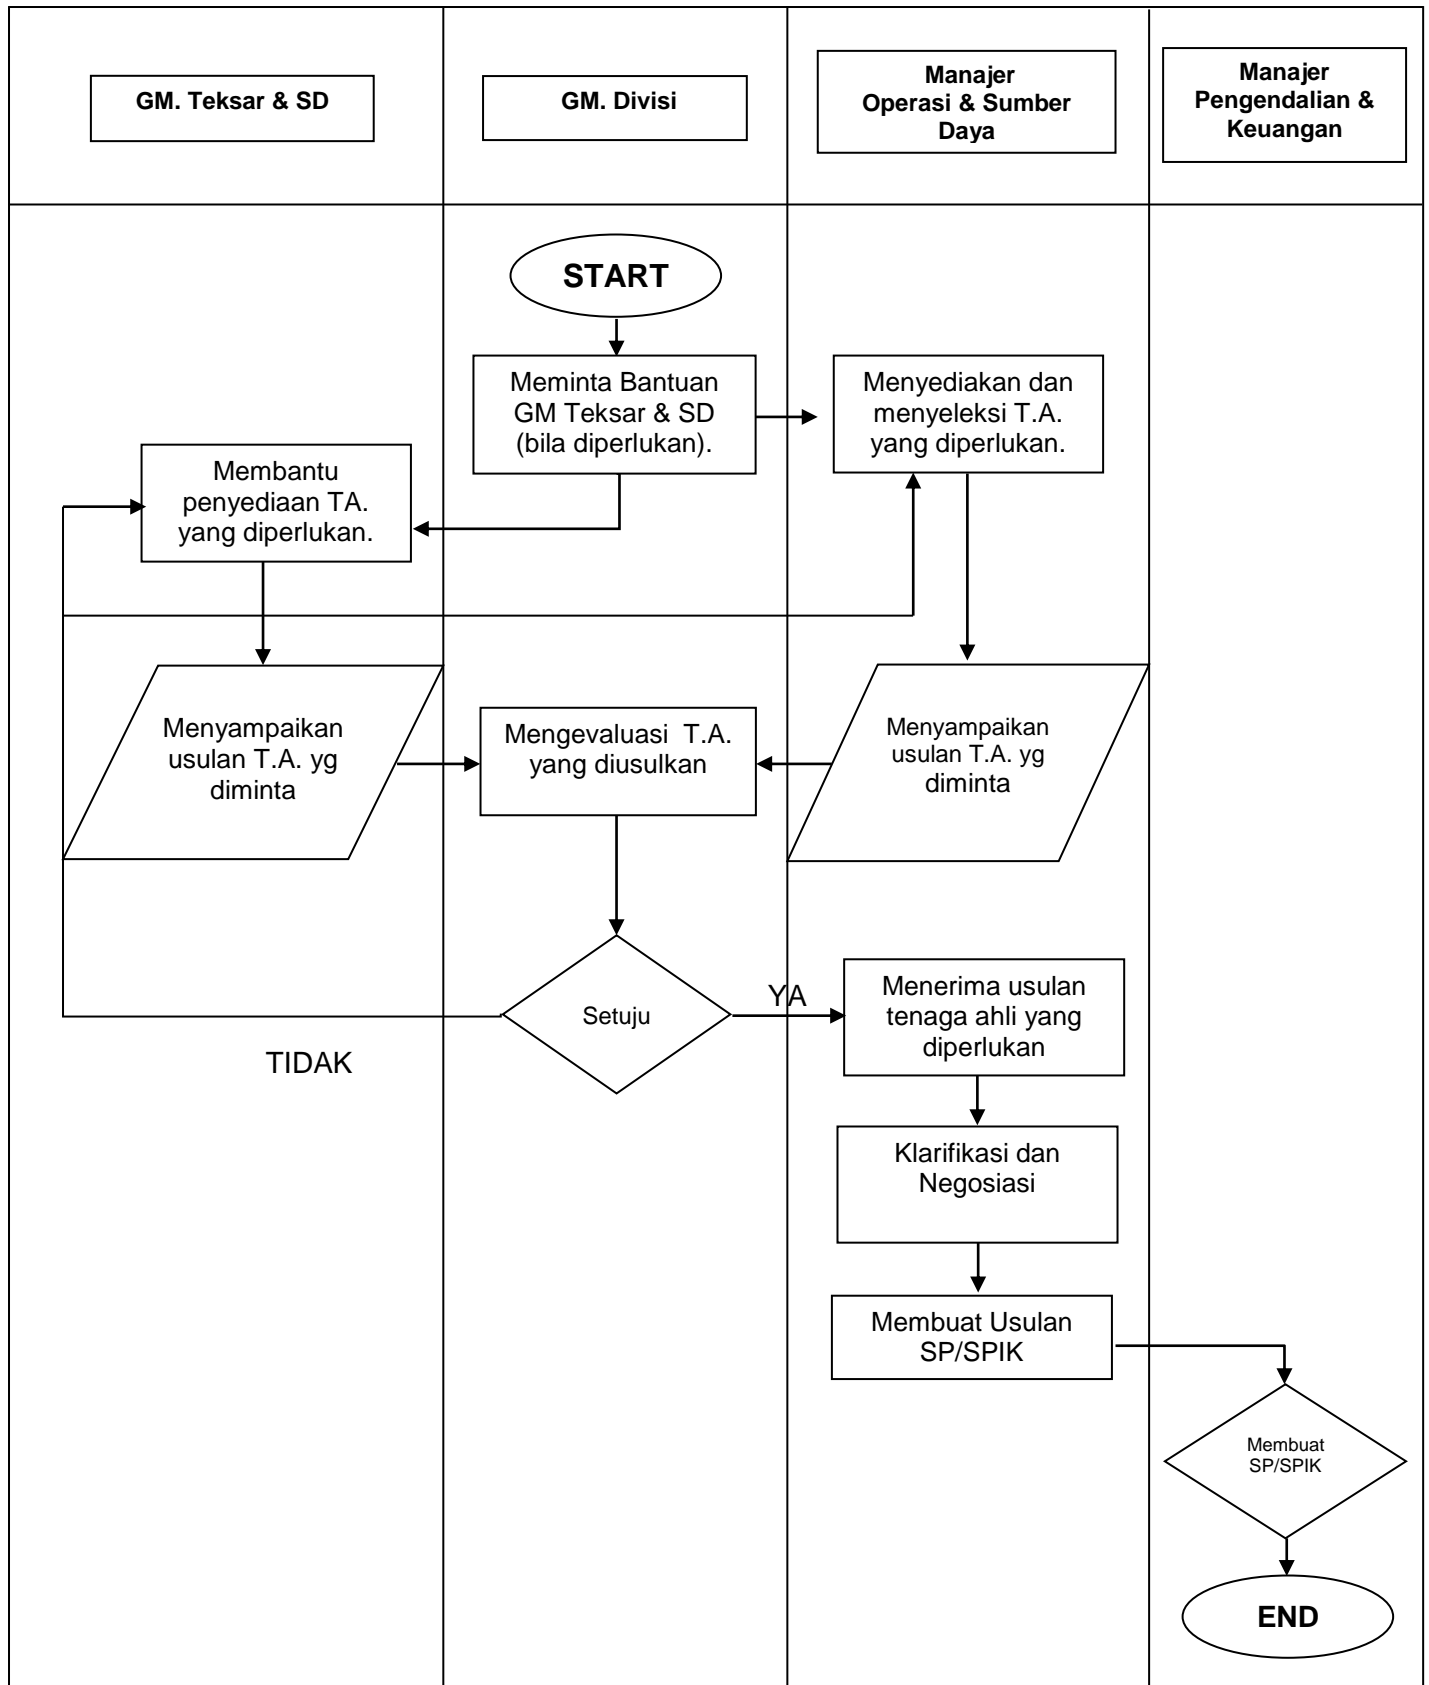 GM. Teksar & SD
GM. Divisi
Manajer
Operasi & Sumber
Daya
Manajer
Pengendalian &
Keuangan
START
Meminta Bantuan
GM Teksar & SD
(bila diperlukan).
Menyediakan dan
menyeleksi T.A.
yang diperlukan.
Membantu
penyediaan TA.
yang diperlukan.
Menyampaikan
usulan T.A. yg
diminta
Mengevaluasi T.A.
yang diusulkan
Menyampaikan
usulan T.A. yg
diminta
Setuju
YA
TIDAK
Menerima usulan
tenaga ahli yang
diperlukan
Klarifikasi dan
Negosiasi
Membuat Usulan
SP/SPIK
Membuat
SP/SPIK
END